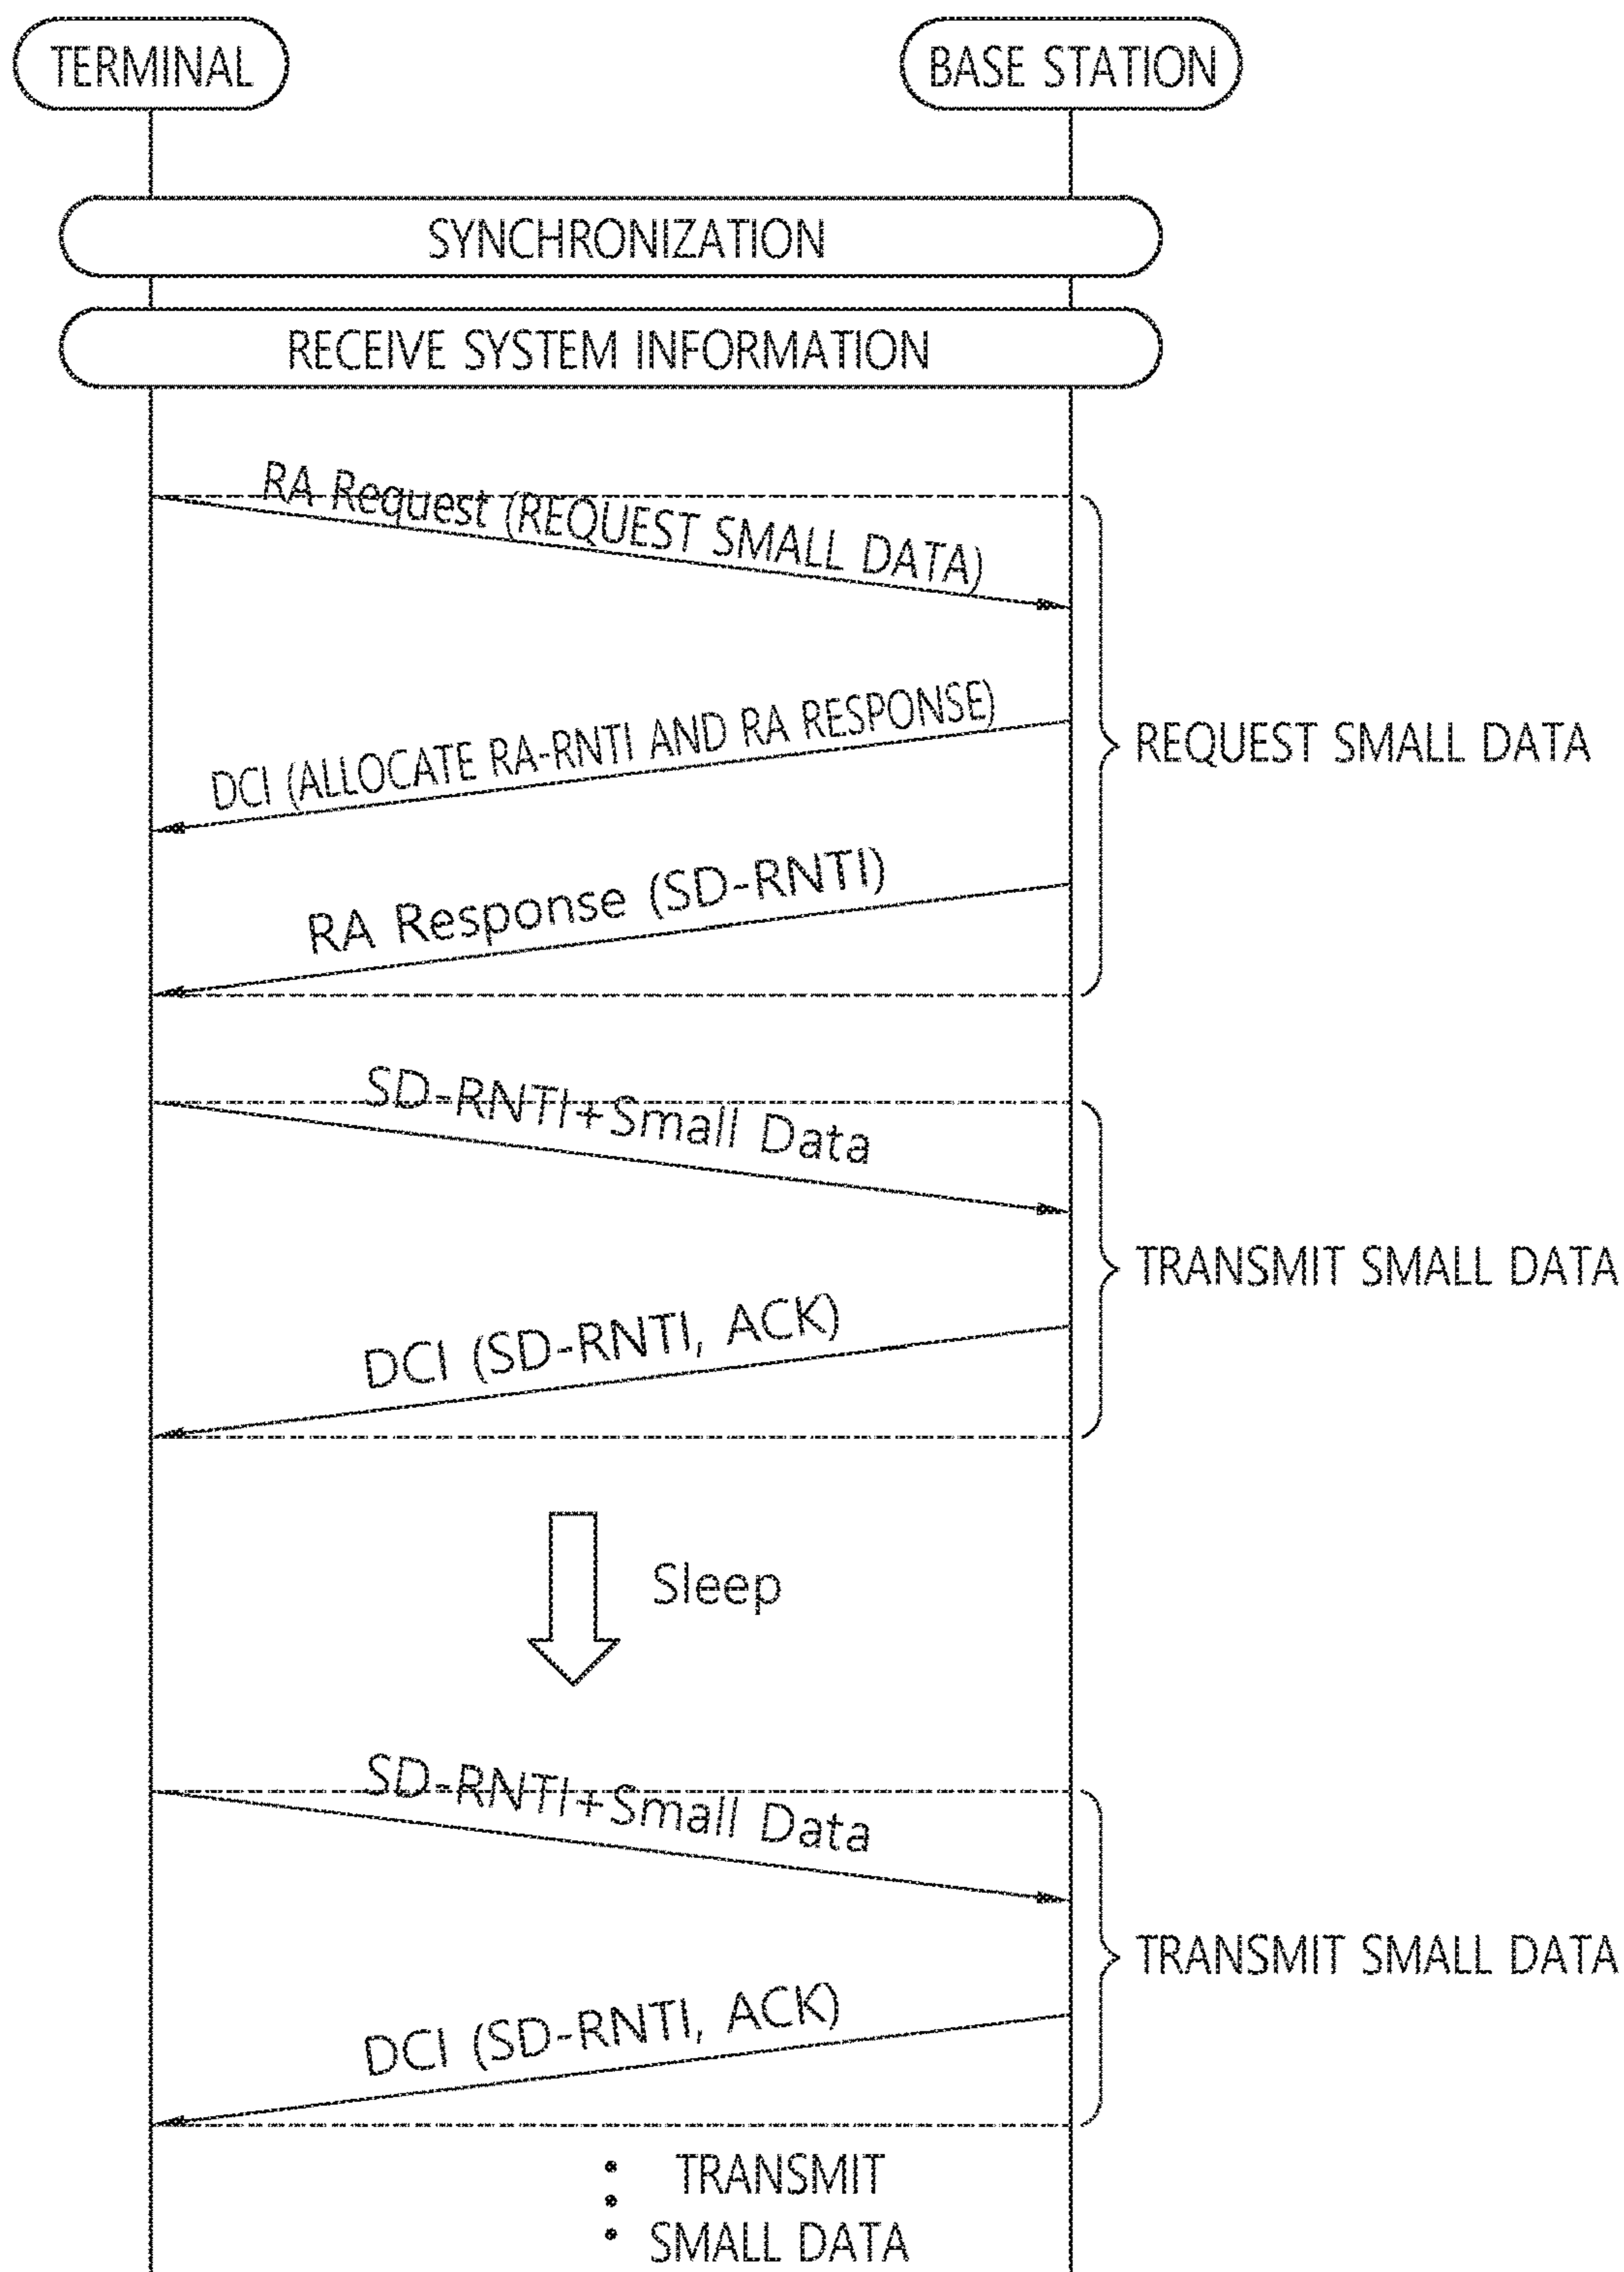 TERMINAL
BASE STATION
SYNCHRONIZATION
RECEIVE SYSTEM INFORMATION
RA Request (REQUEST SMALL DATA)
DCI (ALLOCATE RA-RNTI AND RA RESPONSE)
REQUEST SMALL DATA
RA Response (SD-RNTI)
SD-RNTI+Small Data
TRANSMIT SMALL DATA
DCI (SD-RNTI, ACK)
Sleep
SD-RNTI+Small Data
TRANSMIT SMALL DATA
DCI (SD-RNTI, ACK)
TRANSMIT
SMALL DATA